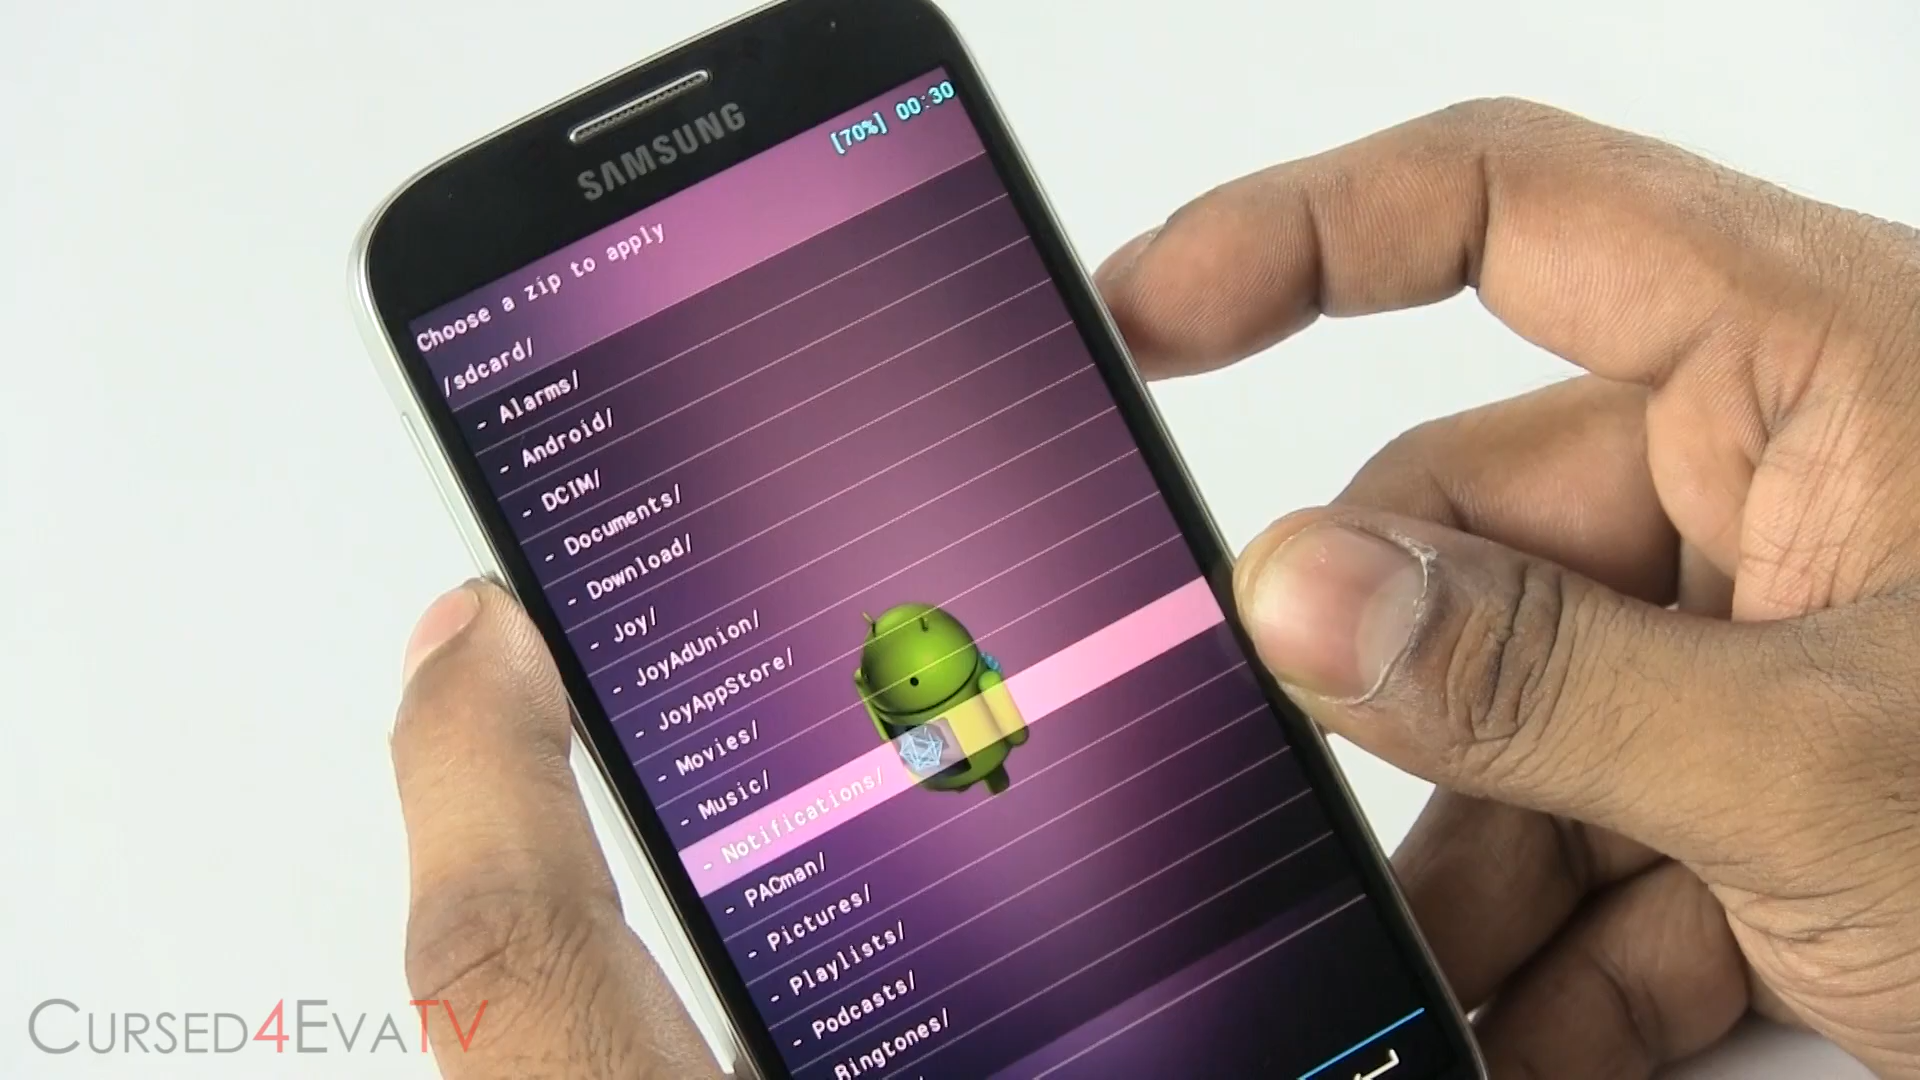 [70%] 00:30
SAMSUNG
Choose a zip to apply
/sdcard/
- Alarms/
- Android/
- DCIM/
- Documents/
- Download/
- Joy/
- JoyAdUnion/
- JoyAppStore/
- Movies/
- Music/
- Notifications/
- PACman/
- Pictures/
- Playlists/
- Podcasts/
- Ringtones/
CURSED4EVATV